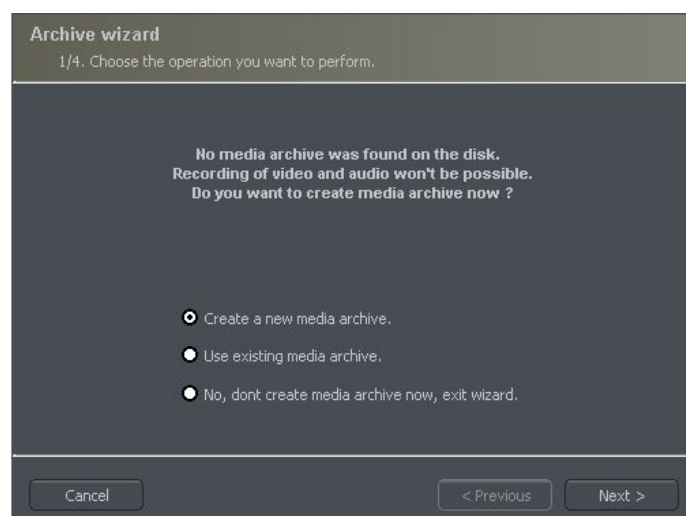 Archive wizard
1/4. Choose the operation you want to perform.
No media archive was found on the disk.
Recording of video and audio won't be possible.
Do you want to create media archive now ?
Create a new media archive.
Use existing media archive.
No, dont create media archive now, exit wizard.
Cancel
< Previous
Next >